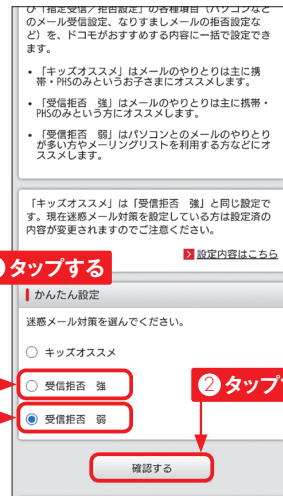 び「指定受信／拒否設定」の各種項目（パソコンなど
のメール受信設定、なりすましメールの拒否設定な
ど）を、ドコモがおすすめする内容に一括で設定でき
ます。
・「キッズオススメ」はメールのやりとりは主に携
帯・PHSのみというお子さまにオススメします。
・「受信拒否　強」はメールのやりとりは主に携帯・
PHSのみという方にオススメします。
・「受信拒否　弱」はパソコンとのメールのやりとり
が多い方やメーリングリストを利用する方などにオ
ススメします。
「キッズオススメ」は「受信拒否　強」と同じ設定で
す。現在迷惑メール対策を設定している方は設定済の
内容が変更されますのでご注意ください。
設定内容はこちら
タップする
かんたん設定
迷惑メール対策を選んでください。
キッズオススメ
受信拒否　強
② タップす
受信拒否　弱
確認する